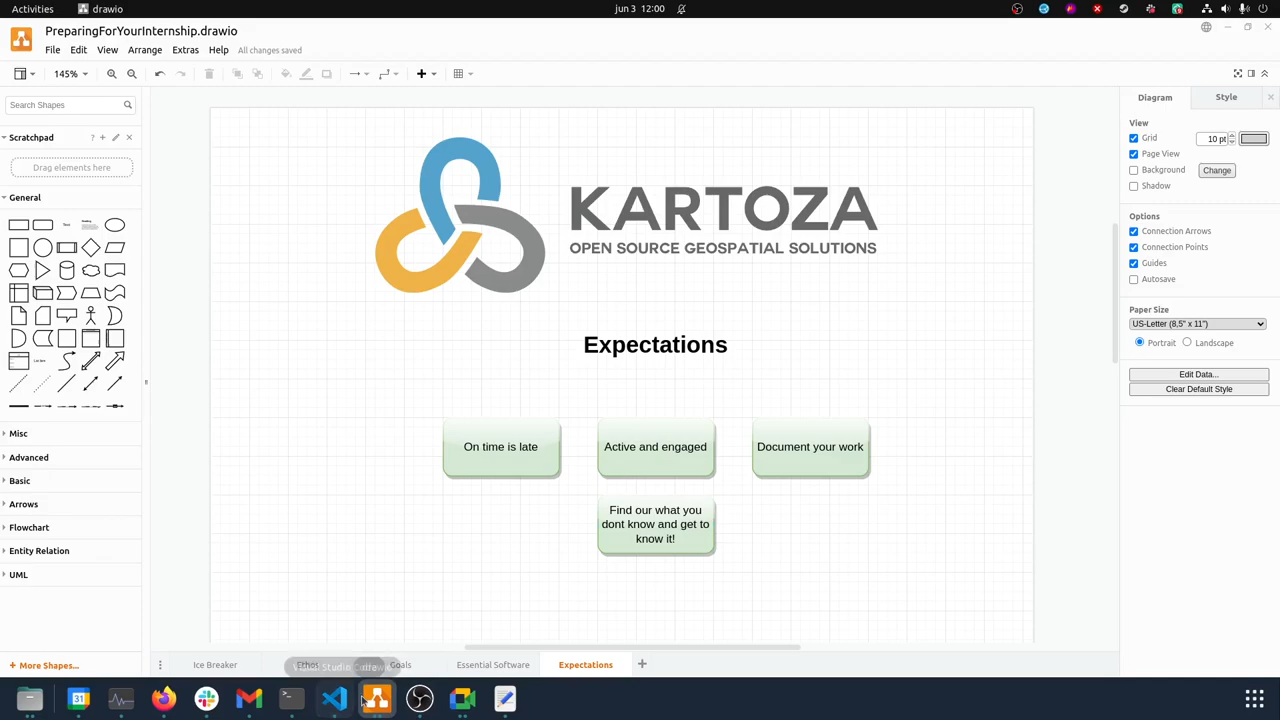 Activities
drawio
jun 3 12:00
PreparingForYourInternship.drawio
File Edit View Arrange Extras Help All changes saved
145%
Search Shapes
Scratchpad
?
Drag elements here
General
Text
Heading
List Item
Misc
Advanced
Basic
Arrows
Flowchart
Entity Relation
UML
+ More Shapes...
KARTOZA
OPEN SOURCE GEOSPATIAL SOLUTIONS
Expectations
On time is late
Active and engaged
Document your work
Find our what you
dont know and get to
know it!
Diagram Style
View
Grid 10 pt
Page View
Background Change
Shadow
Options
Connection Arrows
Connection Points
Guides
Autosave
Paper Size
US-Letter (8,5" x 11")
Portrait Landscape
Edit Data...
Clear Default Style
Ice Breaker
Goals
Essential Software
Expectations
31